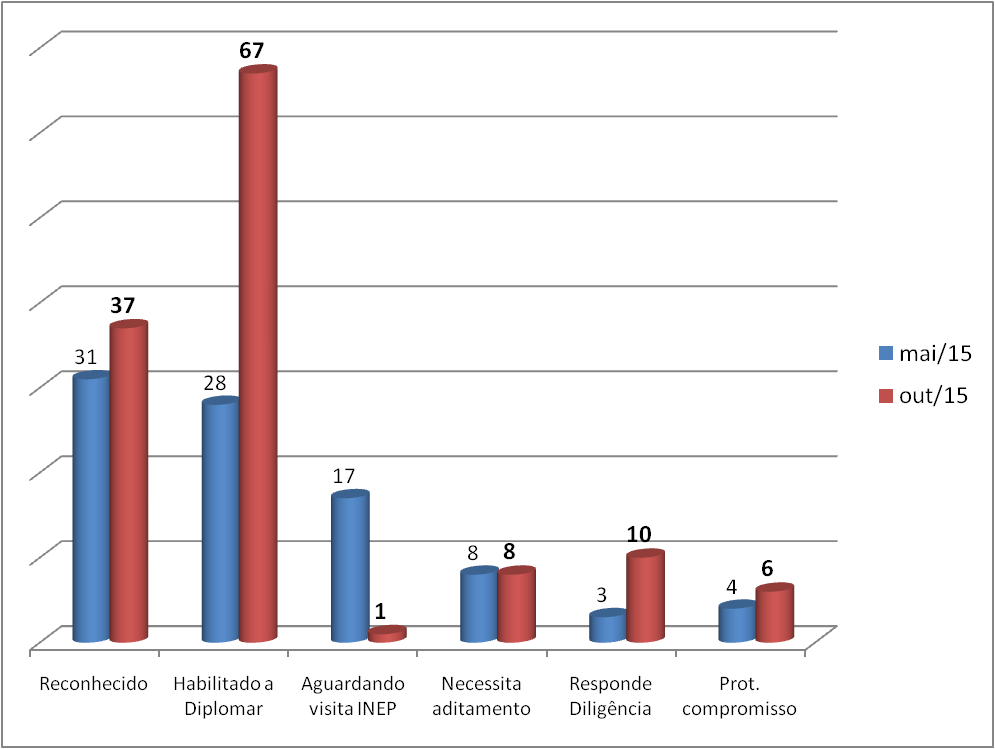 67
37
31
28
17
1
8
8
3
10
4
6
mai/15
out/15
Reconhecido
Habilitado a
Diplomar
Aguardando
visita INEP
Necessita
aditamento
Responde
Diligência
Prot.
compromisso